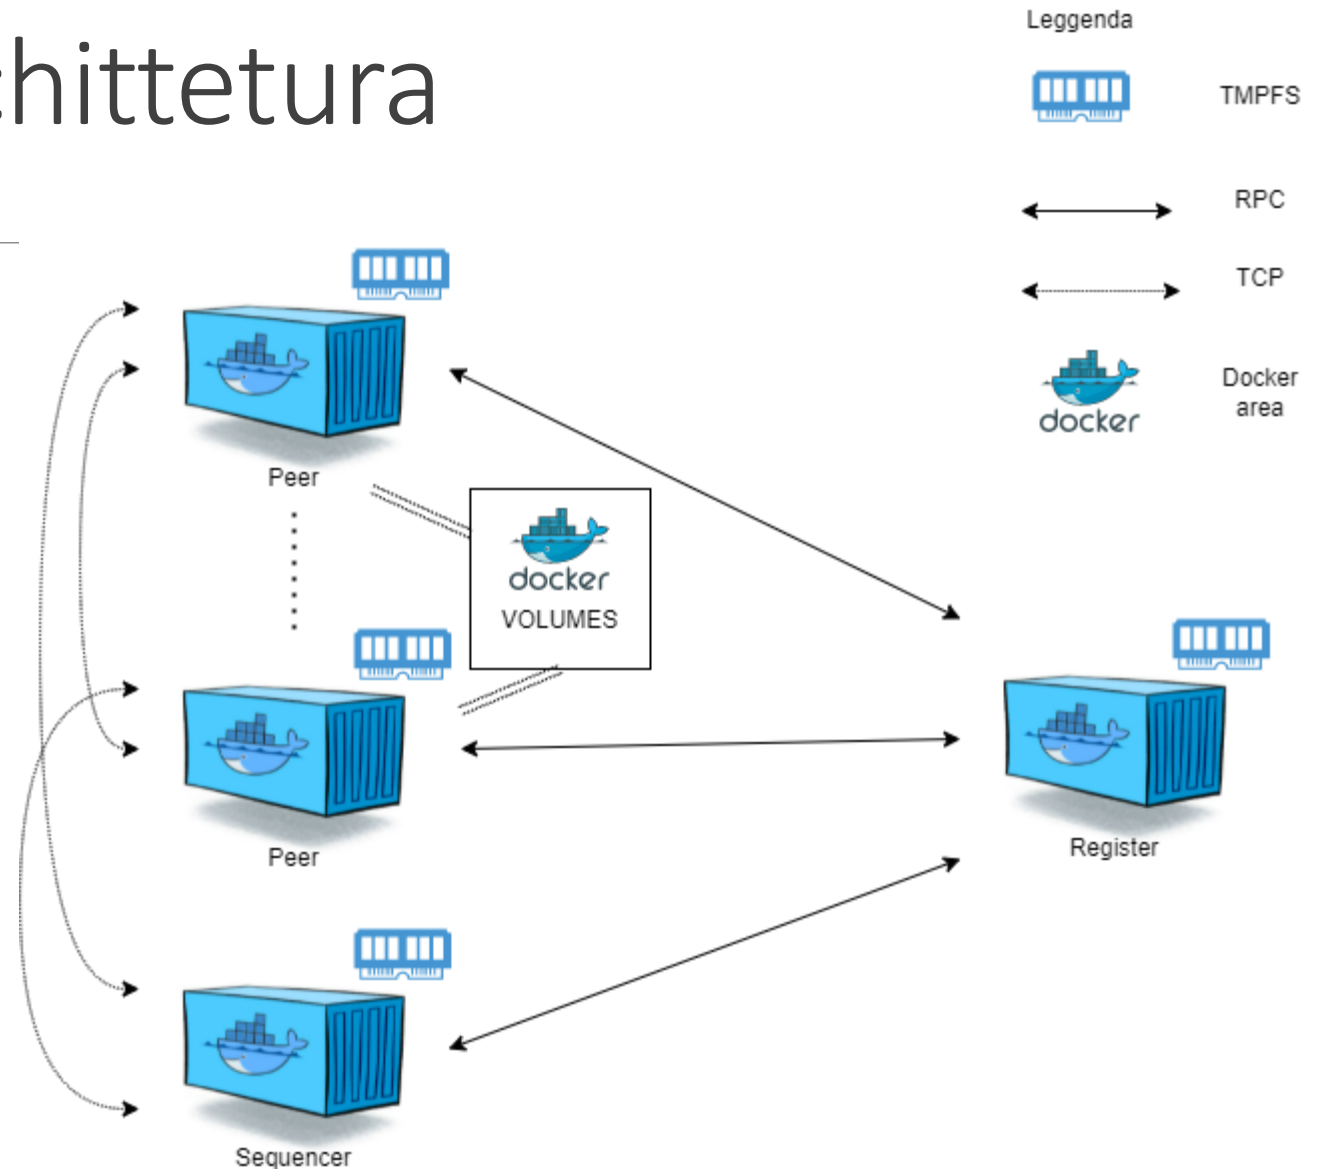 :hittetura
Leggenda
TMPFS
RPC
TCP
docker
Docker
area
Peer
docker
VOLUMES
Peer
Register
Sequencer